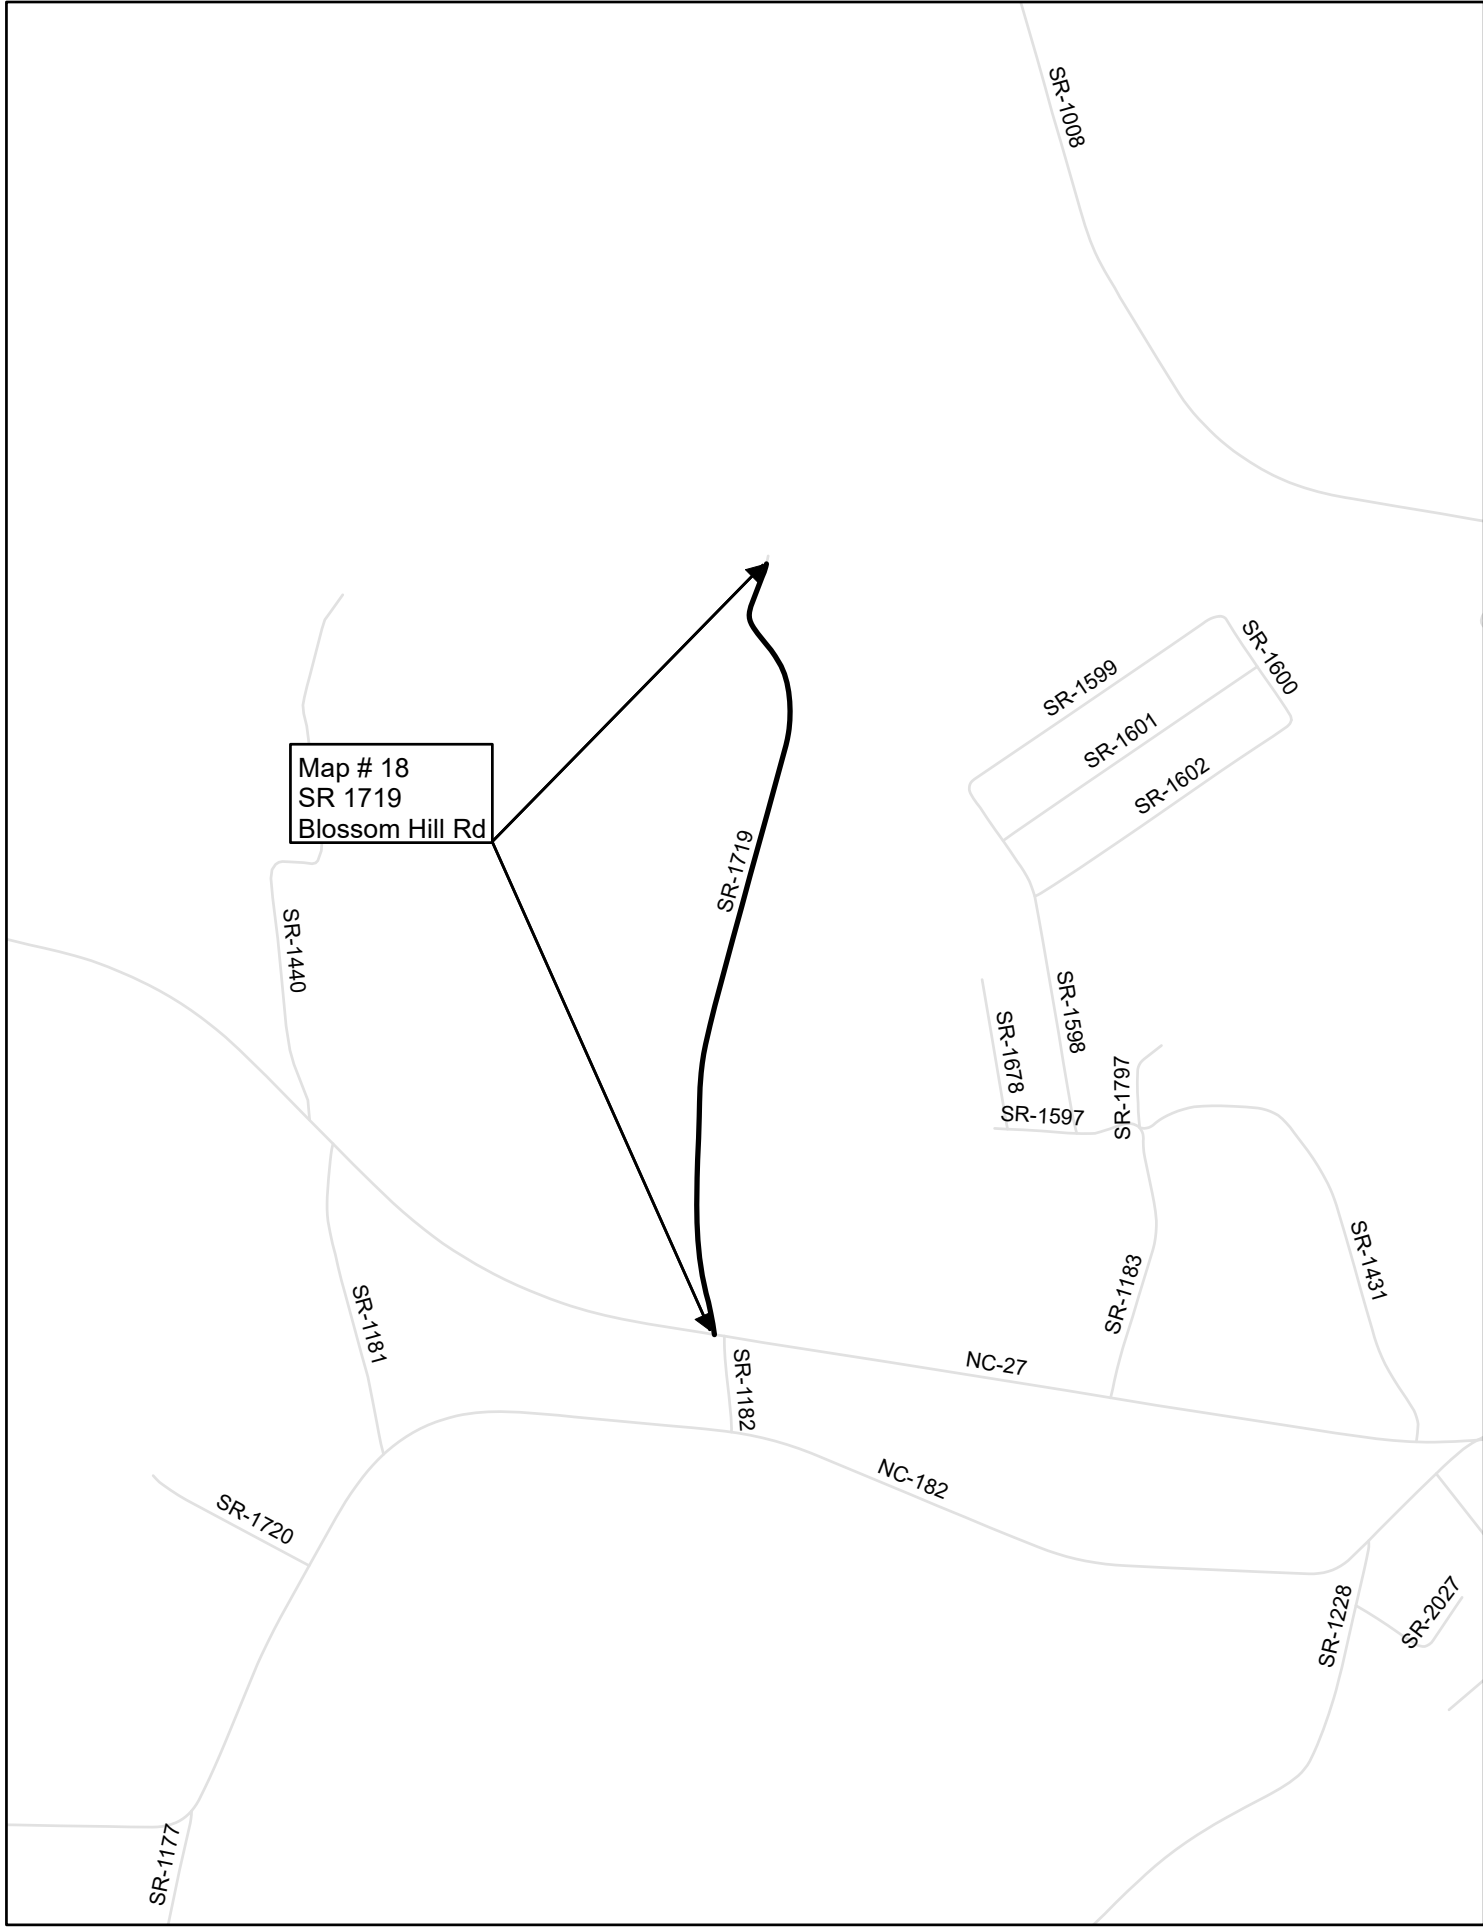 SR-1008
SR-1600
SR-1599
SR-1601
SR-1602
Map # 18
SR 1719
Blossom Hill Rd
SR-1719
SR-1440
SR-1598
SR-1678
SR-1797
SR-1597
SR-1431
SR-1183
SR-1181
NC-27
SR-1182
NC-182
SR-1720
SR-2027
SR-1228
SR-1177